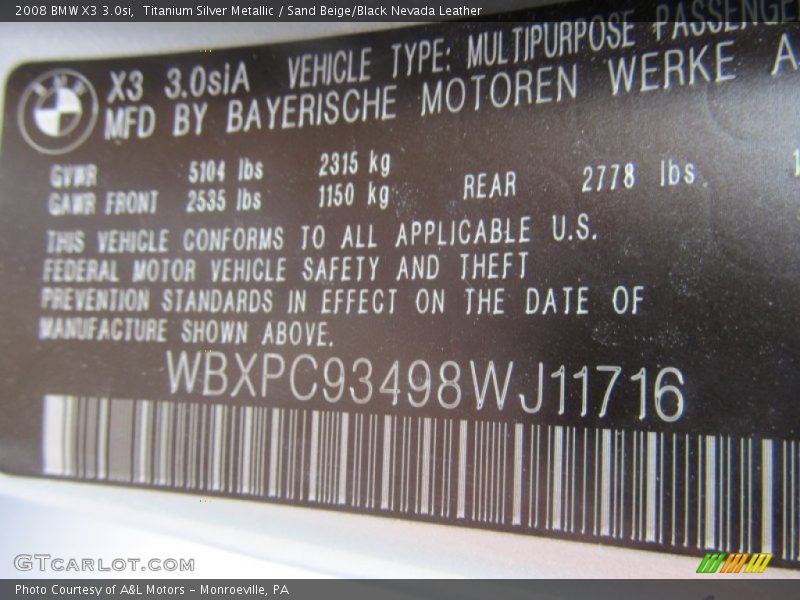 2008 BMW X3 3.0si, Titanium Silver Metallic / Sand Beige/Black Nevada Leather
BMW
X3 3.0siA VEHICLE TYPE: MULTIPURPOSE PASSENGE
MFD BY BAYERISCHE MOTOREN WERKE A
GVWR 5104 lbs 2315 kg
GAWR FRONT 2535 lbs 1150 kg REAR 2778 lbs 1
THIS VEHICLE CONFORMS TO ALL APPLICABLE U.S.
FEDERAL MOTOR VEHICLE SAFETY AND THEFT
PREVENTION STANDARDS IN EFFECT ON THE DATE OF
MANUFACTURE SHOWN ABOVE.
WBXPC93498WJ11716
GTCARLOT.COM
Photo Courtesy of A&L Motors - Monroeville, PA